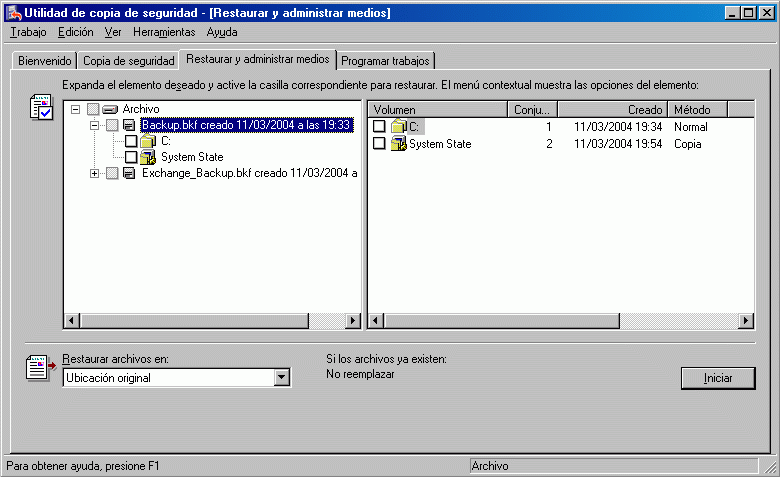 Utilidad de copia de seguridad - [Restaurar y administrar medios]
Trabajo Edición Ver Herramientas Ayuda
Bienvenido Copia de seguridad Restaurar y administrar medios Programar trabajos
Expanda el elemento deseado y active la casilla correspondiente para restaurar. El menú contextual muestra las opciones del elemento:
Archivo
Backup.bkf creado 11/03/2004 a las 19:33
C:
System State
Exchange_Backup.bkf creado 11/03/2004 a
Volumen Conju... Creado Método
C: 1 11/03/2004 19:34 Normal
System State 2 11/03/2004 19:54 Copia
Restaurar archivos en:
Ubicación original
Si los archivos ya existen:
No reemplazar
Iniciar
Para obtener ayuda, presione F1
Archivo